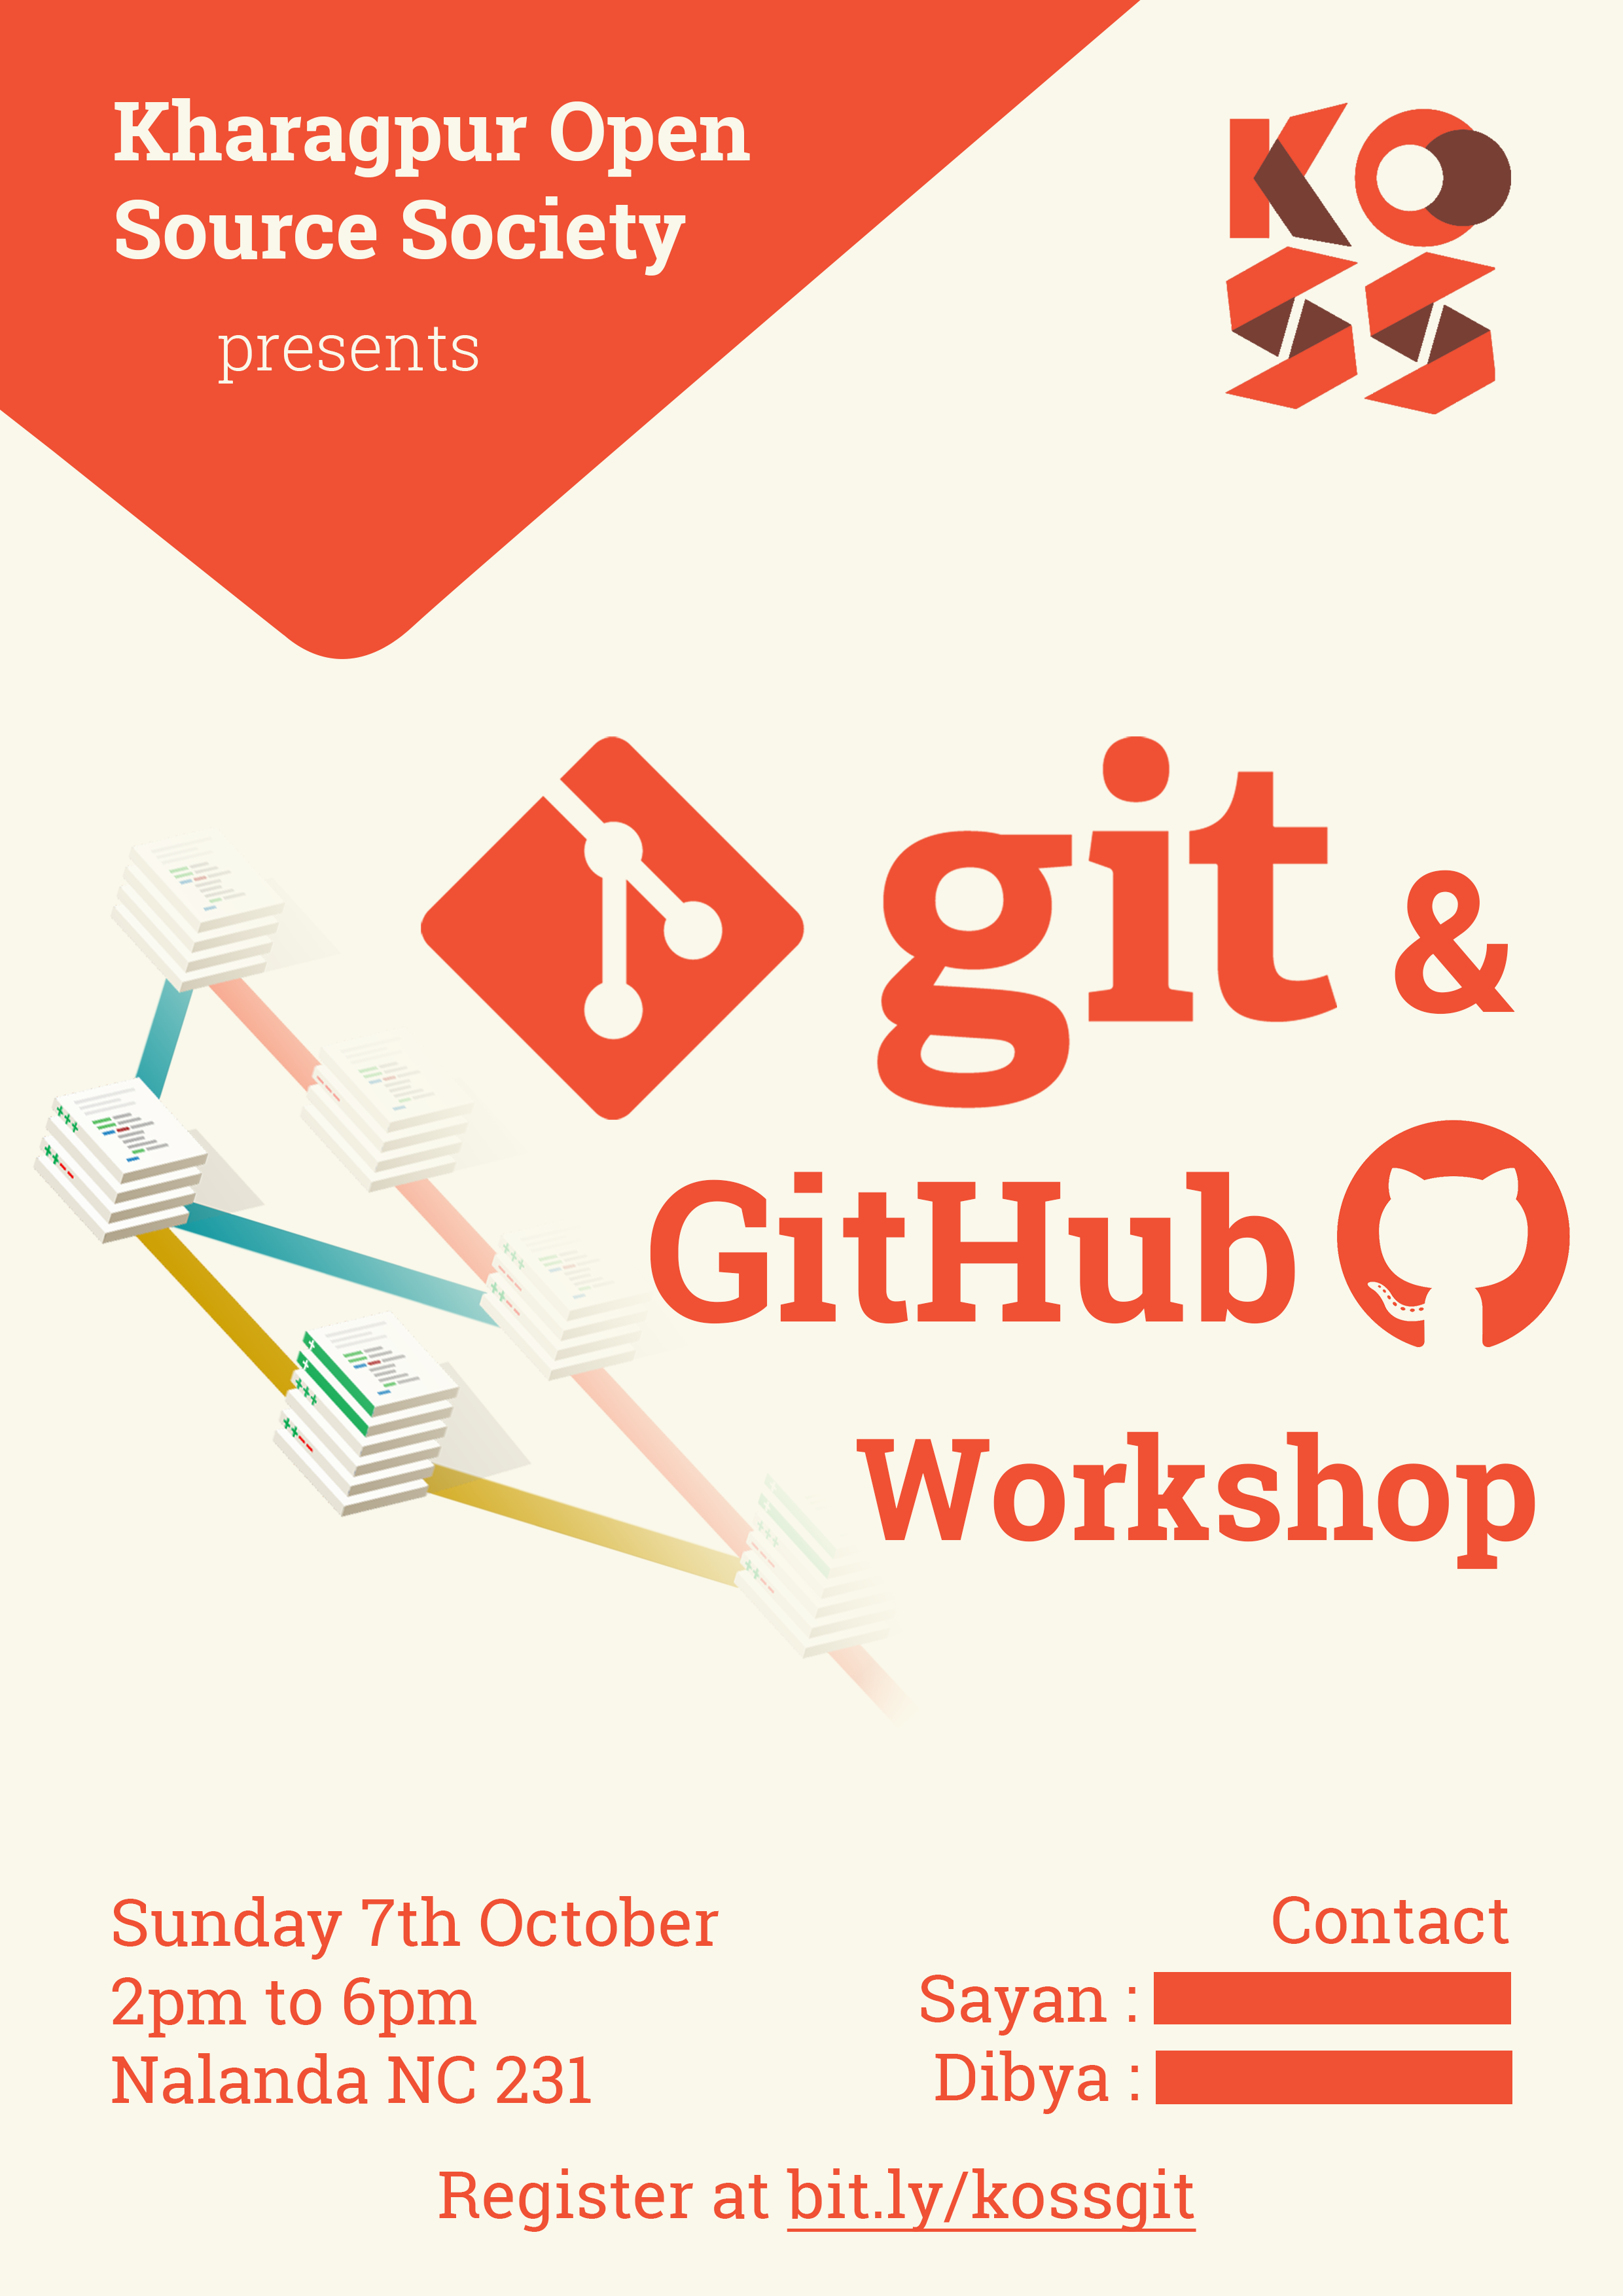 Kharagpur Open
Source Society
presents
KO
SS
git &
GitHub
Workshop
Sunday 7th October
2pm to 6pm
Nalanda NC 231
Contact
Sayan :
Dibya :
Register at bit.ly/kossgit